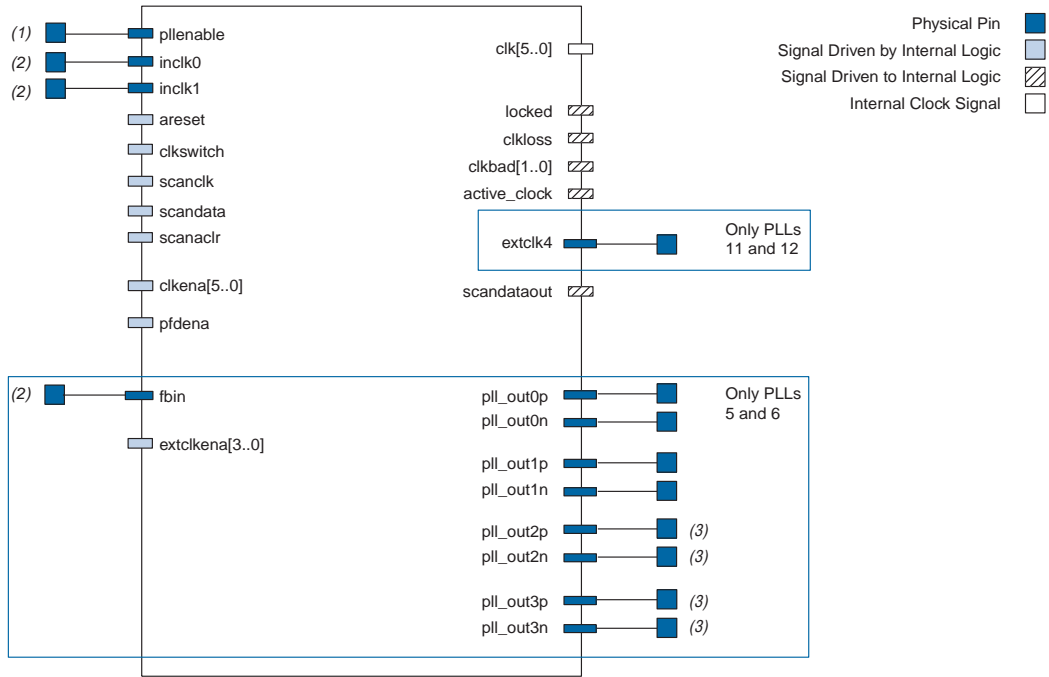 (1)
pllenable
(2)
inclk0
(2)
inclk1
areset
clkswitch
scanclk
scandata
scanaclr
clkena[5..0]
pfdena
(2)
fbin
extclkena[3..0]
clk[5..0]
locked
clkloss
clkbad[1..0]
active_clock
extclk4
Only PLLs
11 and 12
scandataout
pll_out0p
pll_out0n
Only PLLs
5 and 6
pll_out1p
pll_out1n
pll_out2p
(3)
pll_out2n
(3)
pll_out3p
(3)
pll_out3n
(3)
Physical Pin
Signal Driven by Internal Logic
Signal Driven to Internal Logic
Internal Clock Signal